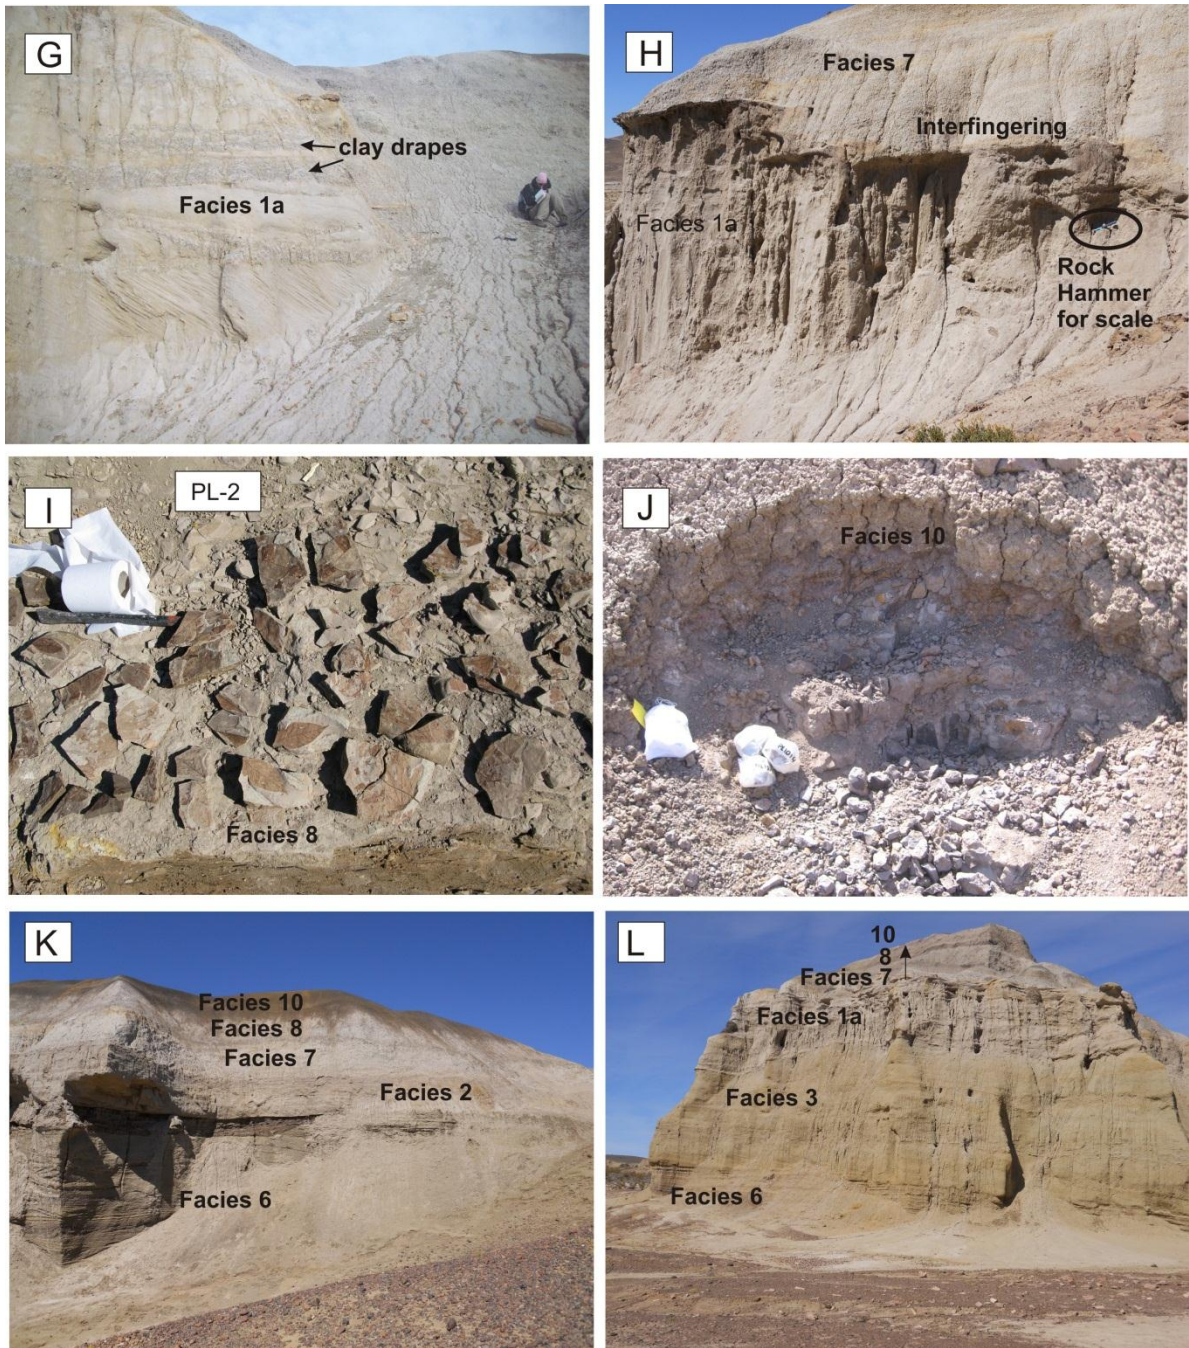 G
clay drapes
Facies 1a
H
Facies 7
Interfingering
Facies 1a
Rock
Hammer
for scale
I
PL-2
Facies 8
J
Facies 10
K
Facies 10
Facies 8
Facies 7
Facies 2
Facies 6
L
10
8
Facies 7
Facies 1a
Facies 3
Facies 6